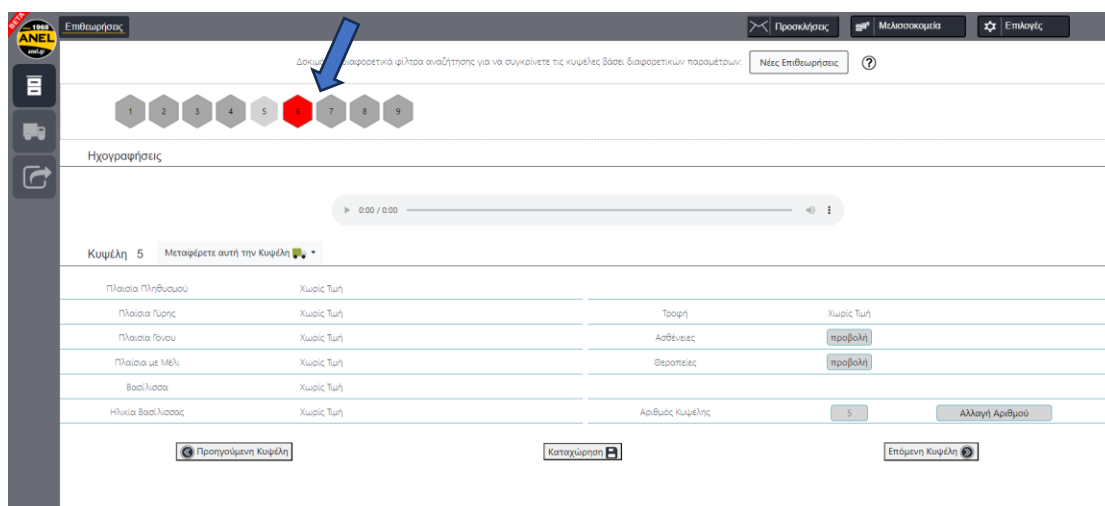 BETA
1968
ANEL
anel.gr
Επιθεωρήσεις
Προσκλήσεις
Μελισσοκομεία
Επιλογές
διαφορετικά φίλτρα αναζήτησης για να συγκρίνετε τις κυψέλες βάσει διαφορετικών παραμέτρων:
Νέες Επιθεωρήσεις
?
1 2 3 4 5 6 7 8 9
Ηχογραφήσεις
0:00 / 0:00
Κυψέλη 5 Μεταφέρετε αυτή την Κυψέλη
Πλαισία Πληθυσμού Χωρίς Τιμή
Πλαίσια Γύρης Χωρίς Τιμή Τροφή Χωρίς Τιμή
Πλαισία Γόνου Χωρίς Τιμή Ασθένειες προβολή
Πλαίσια με Μέλι Χωρίς Τιμή Θεραπείες προβολή
Βασίλισσα Χωρίς Τιμή
Ηλικία Βασίλισσας Χωρίς Τιμή Αριθμός Κυψέλης 5 Αλλαγή Αριθμού
Προηγούμενη Κυψέλη Καταχώρηση Επόμενη Κυψέλη